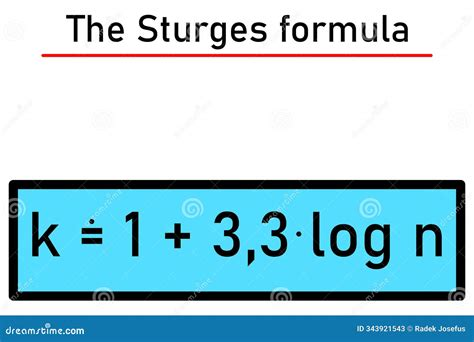 The Sturges formula
k ≐ 1 + 3,3·log n
dreamstime.com
ID 343921543 © Radek Josefus